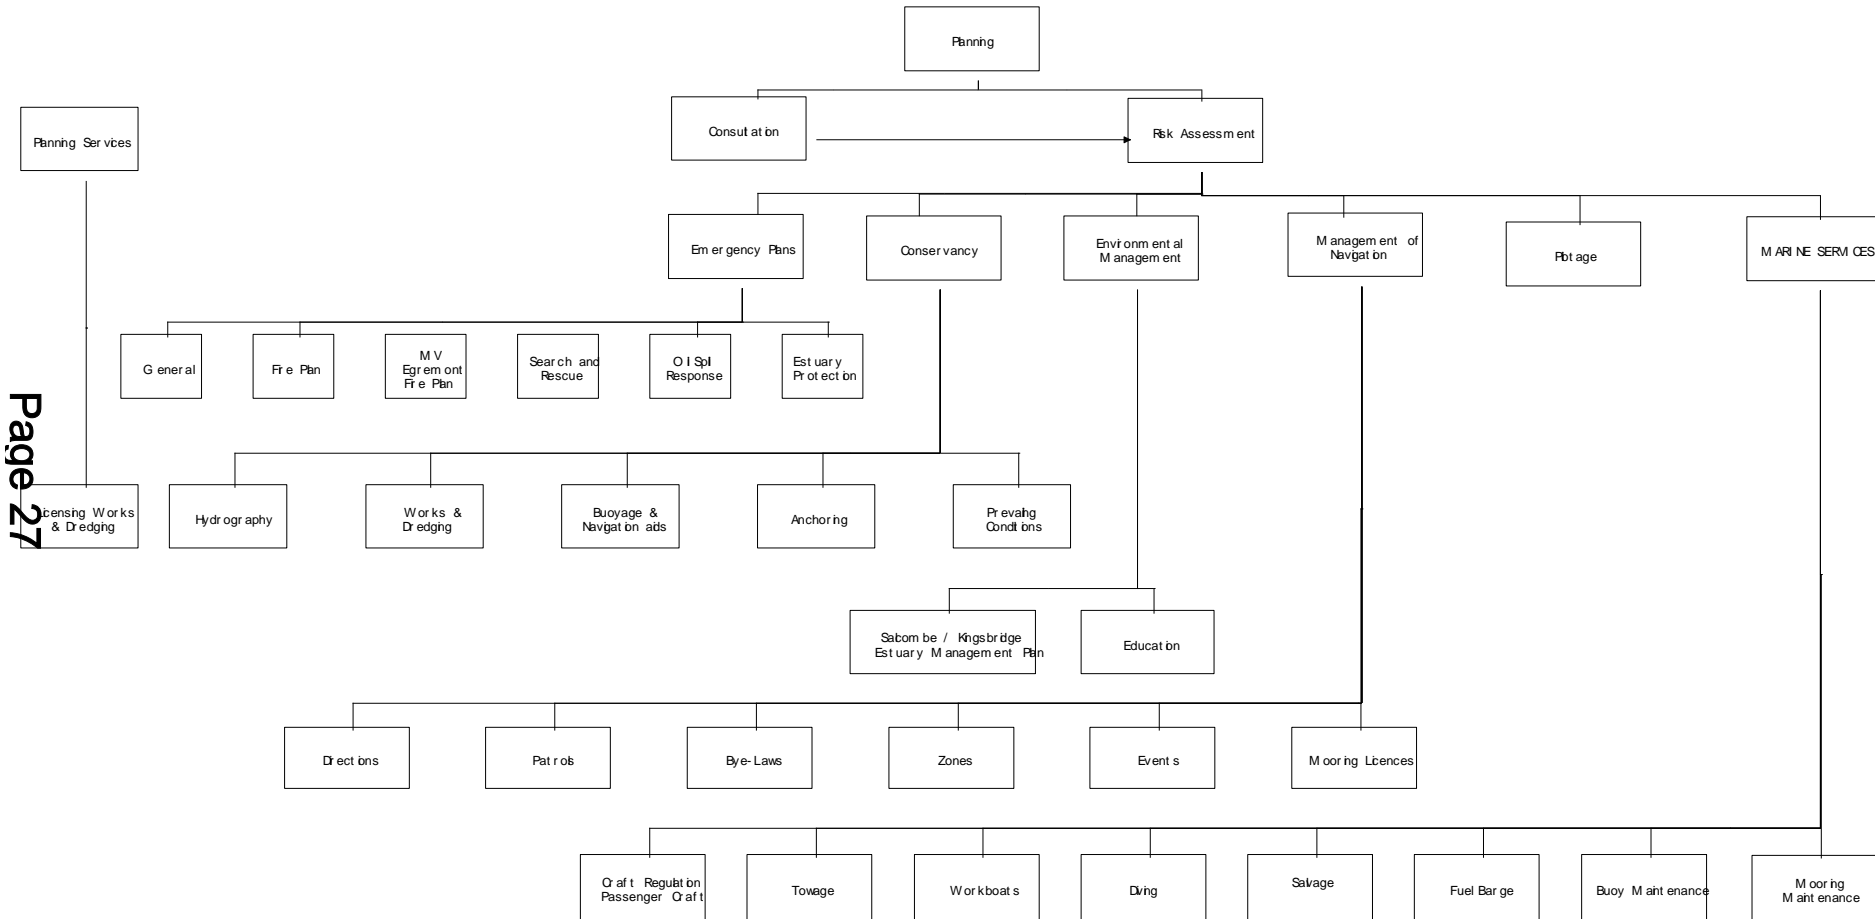 Planning
Consultation
Risk Assessment
Planning Services
Emergency Plans
Conservancy
Environmental
Management
Management of
Navigation
Pilotage
MARINE SERVICES
General
Fire Plan
MV
Egremont
Fire Plan
Search and
Rescue
Oil Spill
Response
Estuary
Protection
Page 27
Licensing Works
& Dredging
Hydrography
Works &
Dredging
Buoyage &
Navigation aids
Anchoring
Prevailing
Conditions
Salcombe / Kingsbridge
Estuary Management Plan
Education
Directions
Patrols
Bye-Laws
Zones
Events
Mooring Licences
Craft Regulation
Passenger Craft
Towage
Workboats
Diving
Salvage
Fuel Barge
Buoy Maintenance
Mooring
Maintenance